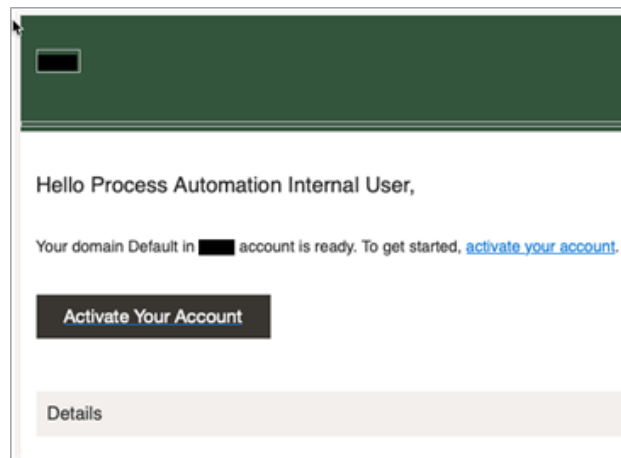 Hello Process Automation Internal User,
Your domain Default in account is ready. To get started, activate your account.
Activate Your Account
Details